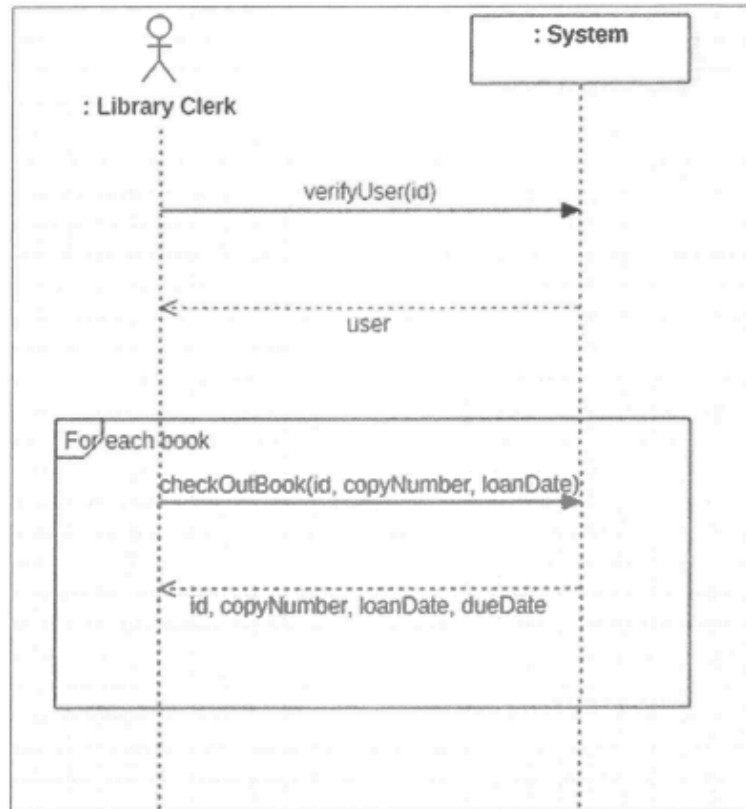 : System
: Library Clerk
verifyUser(id)
user
For each book
checkOutBook(id, copyNumber, loanDate)
id, copyNumber, loanDate, dueDate